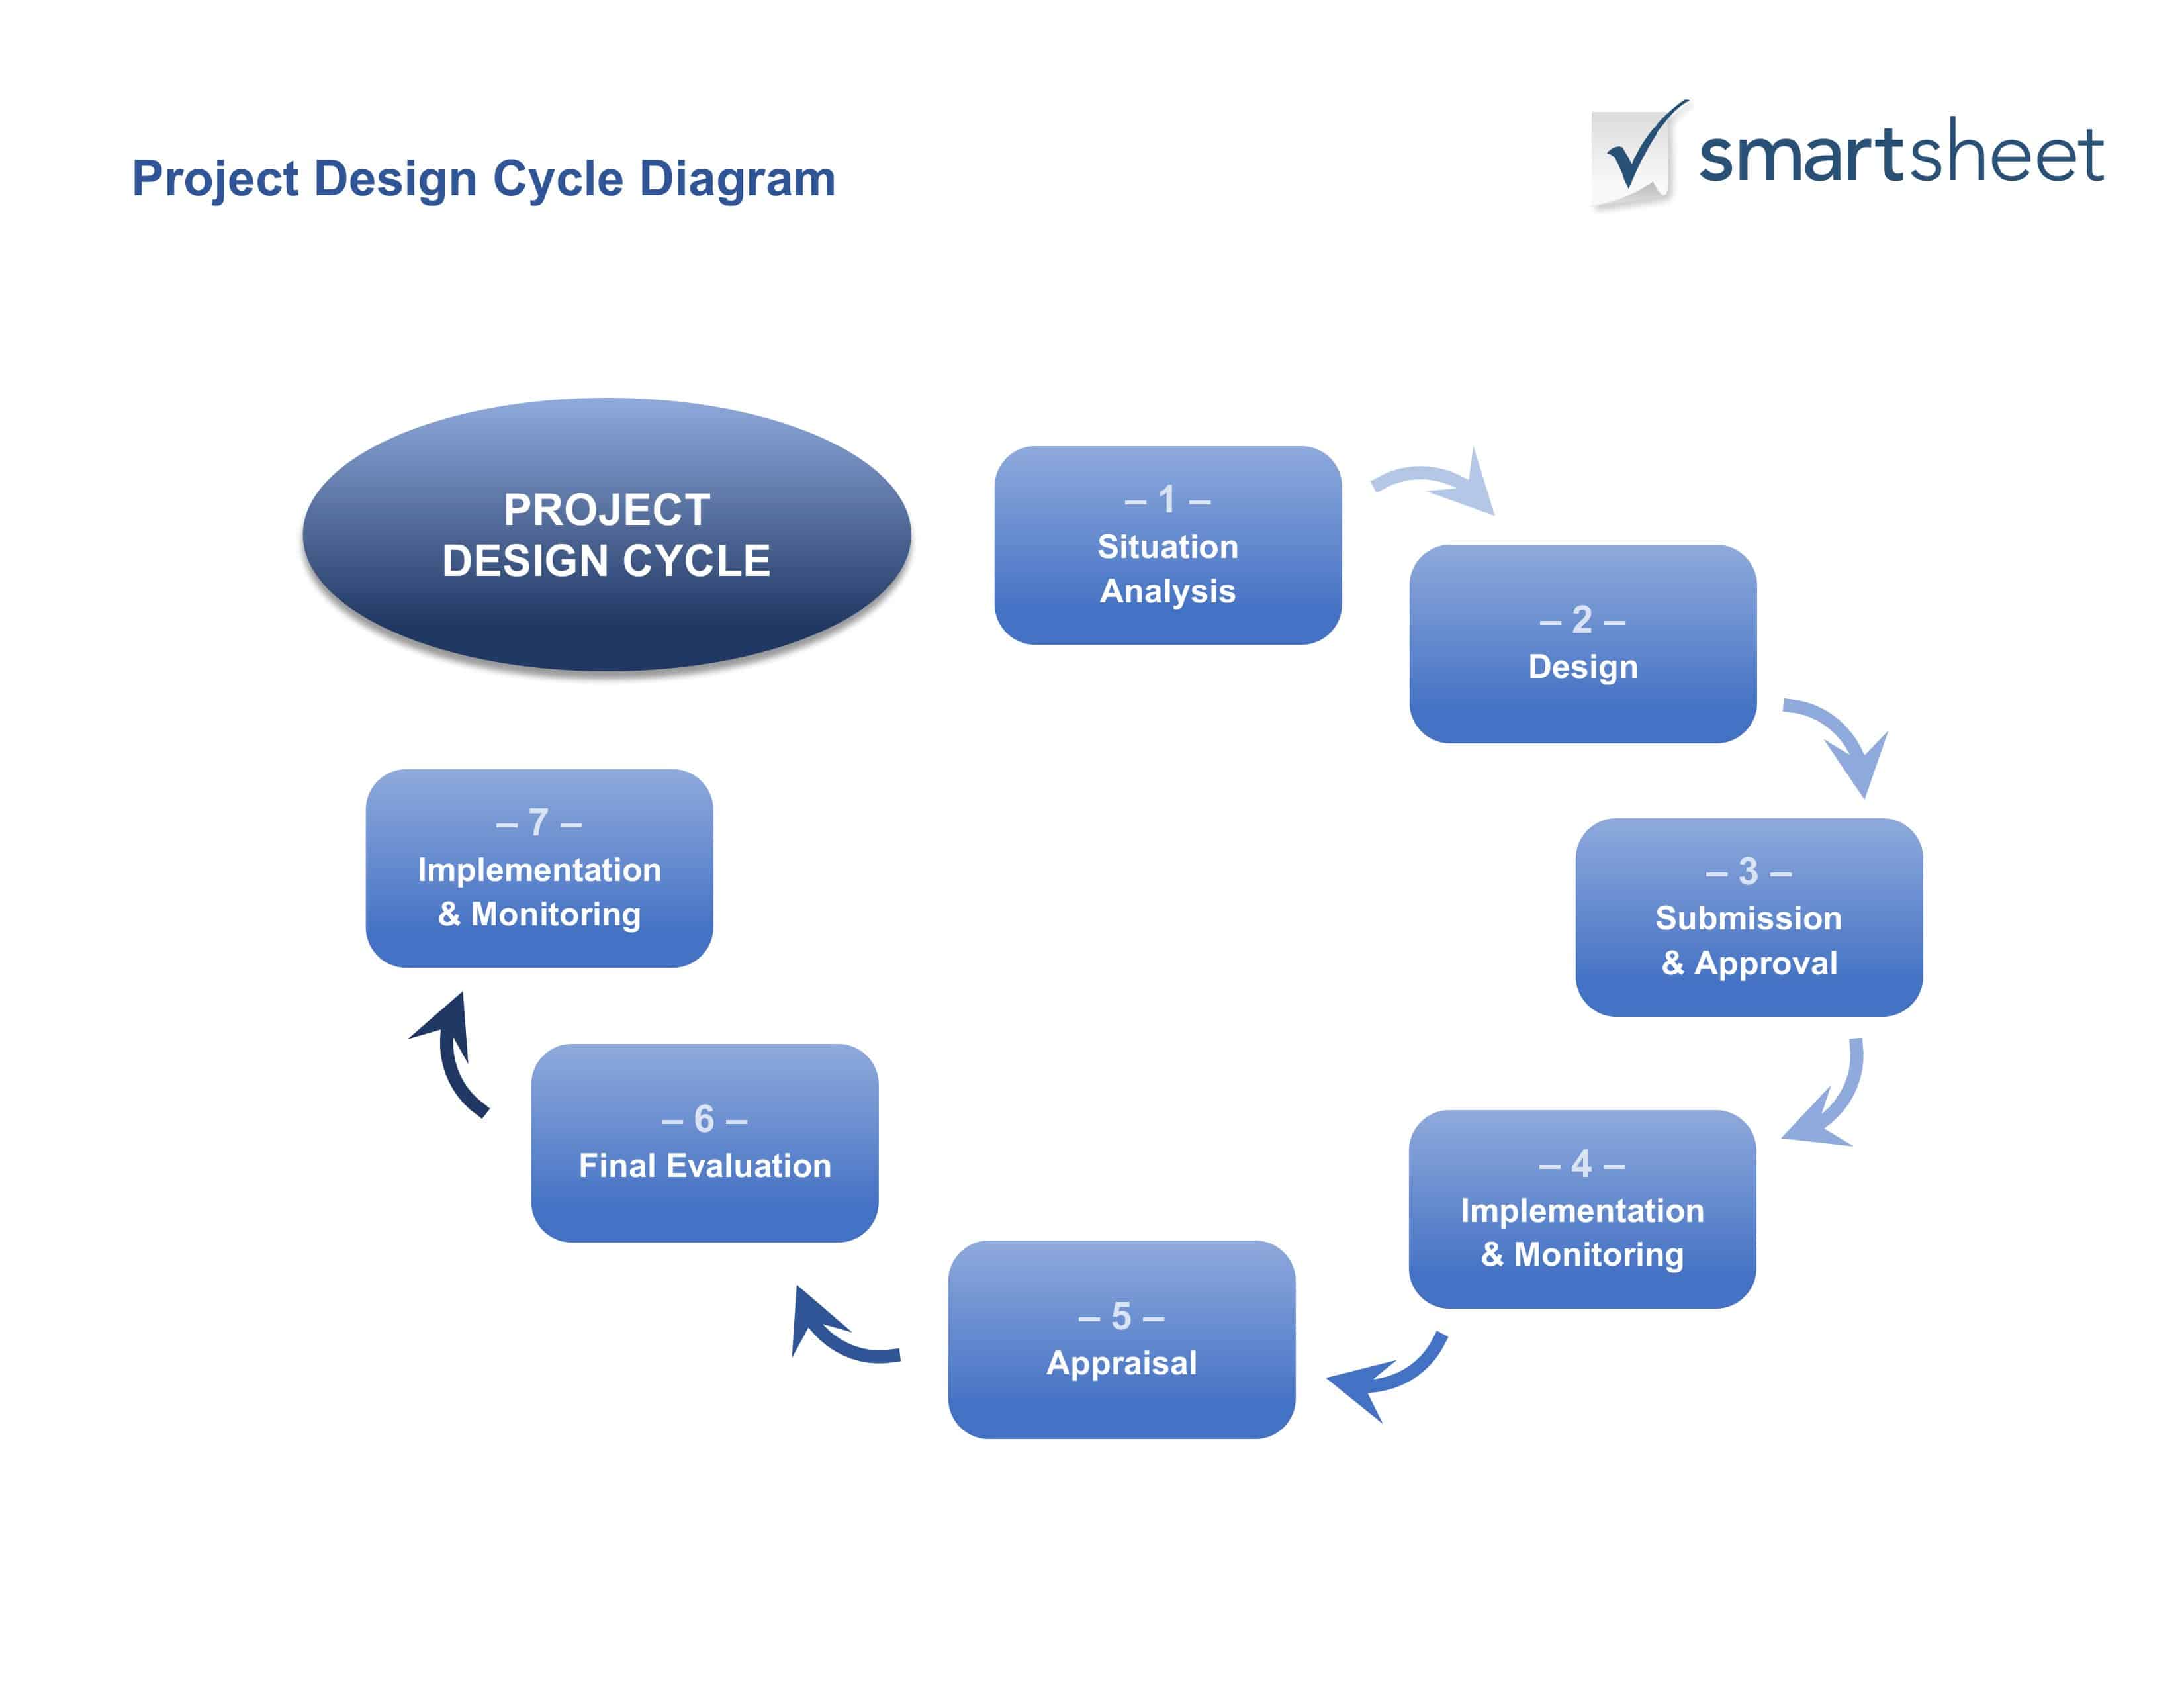 Project Design Cycle Diagram
smartsheet
PROJECT
DESIGN CYCLE
– 1 –
Situation
Analysis
– 2 –
Design
– 3 –
Submission
& Approval
– 4 –
Implementation
& Monitoring
– 5 –
Appraisal
– 6 –
Final Evaluation
– 7 –
Implementation
& Monitoring